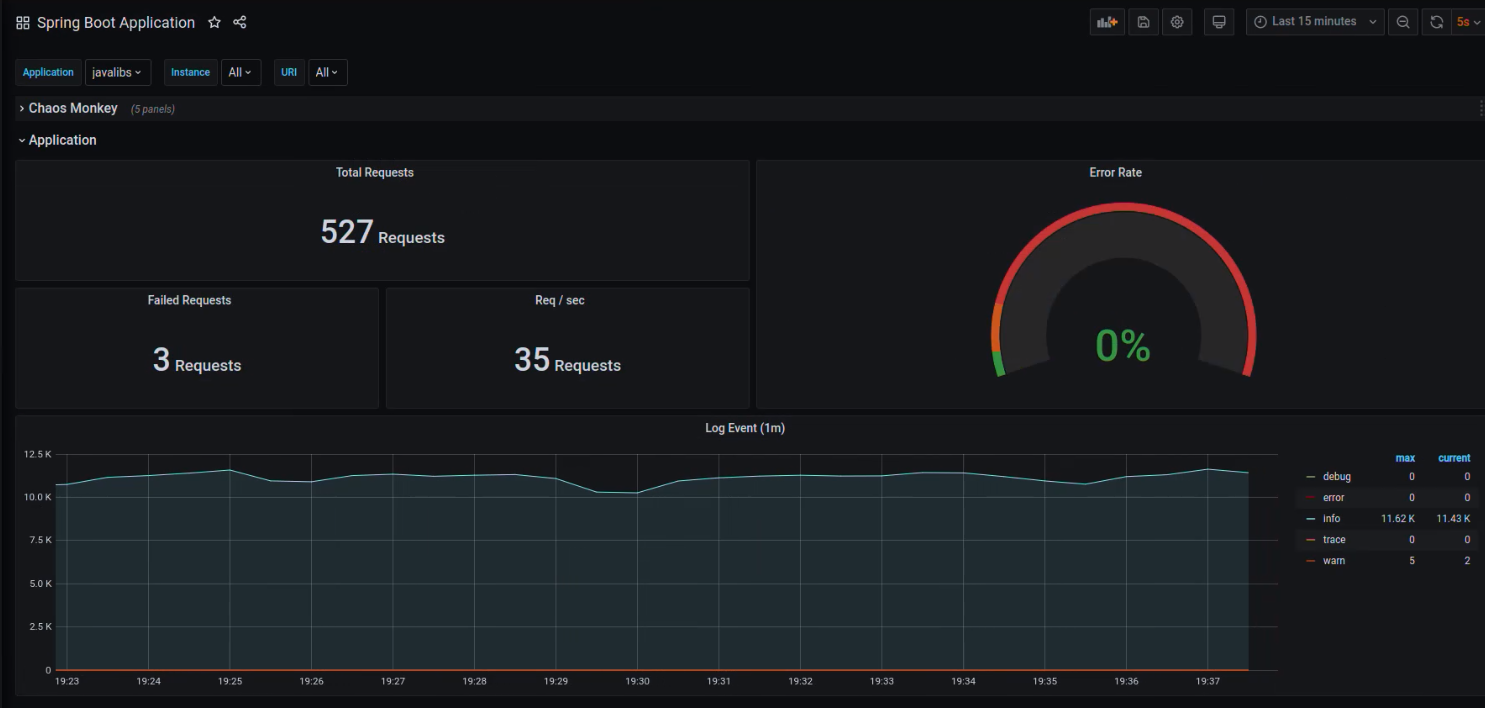 Spring Boot Application
Last 15 minutes
5s
Application javalibs Instance All URI All
Chaos Monkey (5 panels)
Application
Total Requests
527 Requests
Error Rate
0%
Failed Requests
3 Requests
Req / sec
35 Requests
Log Event (1m)
12.5 K
10.0 K
7.5 K
5.0 K
2.5 K
0
19:23 19:24 19:25 19:26 19:27 19:28 19:29 19:30 19:31 19:32 19:33 19:34 19:35 19:36 19:37
max current
debug 0 0
error 0 0
info 11.62 K 11.43 K
trace 0 0
warn 5 2